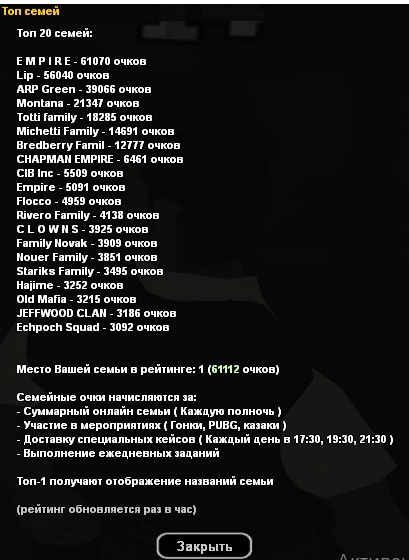 Топ семей
Топ 20 семей:
E M P I R E - 61070 очков
Lip - 56040 очков
ARP Green - 39066 очков
Montana - 21347 очков
Totti family - 18285 очков
Michetti Family - 14691 очков
Bredberry Famil - 12777 очков
CHAPMAN EMPIRE - 6461 очков
CIB Inc - 5509 очков
Empire - 5091 очков
Flocco - 4959 очков
Rivero Family - 4138 очков
C L O W N S - 3925 очков
Family Novak - 3909 очков
Nouer Family - 3851 очков
Stariks Family - 3495 очков
Hajime - 3252 очков
Old Mafia - 3215 очков
JEFFWOOD CLAN - 3186 очков
Echpoch Squad - 3092 очков
Место Вашей семьи в рейтинге: 1 (61112 очков)
Семейные очки начисляются за:
- Суммарный онлайн семьи ( Каждую полночь )
- Участие в мероприятиях ( Гонки, PUBG, казаки )
- Доставку специальных кейсов ( Каждый день в 17:30, 19:30, 21:30 )
- Выполнение ежедневных заданий
Топ-1 получают отображение названий семьи
(рейтинг обновляется раз в час)
Закрыть